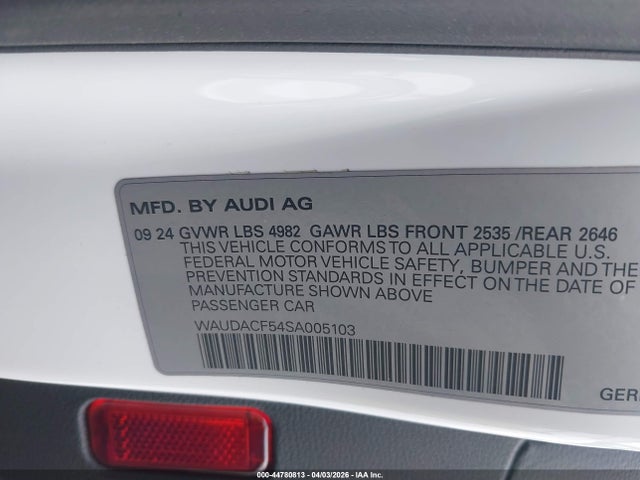 MFD. BY AUDI AG
09 24 GVWR LBS 4982 GAWR LBS FRONT 2535 /REAR 2646
THIS VEHICLE CONFORMS TO ALL APPLICABLE U.S.
FEDERAL MOTOR VEHICLE SAFETY, BUMPER AND THE
PREVENTION STANDARDS IN EFFECT ON THE DATE OF
MANUFACTURE SHOWN ABOVE
PASSENGER CAR
WAUDACF54SA005103
GER
000-44780813 - 04/03/2026 - IAA Inc.